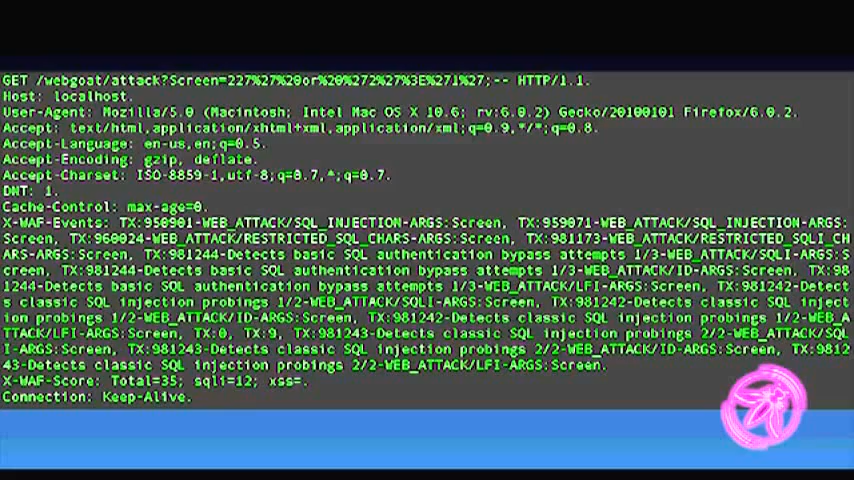 GET /webgoat/attack?Screen=227%27%20or%20%272%27%3E%271%27;-- HTTP/1.1.
Host: localhost.
User-Agent: Mozilla/5.0 (Macintosh; Intel Mac OS X 10.6; rv:6.0.2) Gecko/20100101 Firefox/6.0.2.
Accept: text/html,application/xhtml+xml,application/xml;q=0.9,*/*;q=0.8.
Accept-Language: en-us,en;q=0.5.
Accept-Encoding: gzip, deflate.
Accept-Charset: ISO-8859-1,utf-8;q=0.7,*;q=0.7.
DNT: 1.
Cache-Control: max-age=0.
X-WAF-Events: TX:950901-WEB_ATTACK/SQL_INJECTION-ARGS:Screen, TX:959071-WEB_ATTACK/SQL_INJECTION-ARGS:
Screen, TX:960024-WEB_ATTACK/RESTRICTED_SQL_CHARS-ARGS:Screen, TX:981173-WEB_ATTACK/RESTRICTED_SQLI_CH
ARS-ARGS:Screen, TX:981244-Detects basic SQL authentication bypass attempts 1/3-WEB_ATTACK/SQLI-ARGS:S
creen, TX:981244-Detects basic SQL authentication bypass attempts 1/3-WEB_ATTACK/ID-ARGS:Screen, TX:98
1244-Detects basic SQL authentication bypass attempts 1/3-WEB_ATTACK/LFI-ARGS:Screen, TX:981242-Detect
s classic SQL injection probings 1/2-WEB_ATTACK/SQLI-ARGS:Screen, TX:981242-Detects classic SQL inject
ion probings 1/2-WEB_ATTACK/ID-ARGS:Screen, TX:981242-Detects classic SQL injection probings 1/2-WEB_A
TTACK/LFI-ARGS:Screen, TX:0, TX:9, TX:981243-Detects classic SQL injection probings 2/2-WEB_ATTACK/SQL
I-ARGS:Screen, TX:981243-Detects classic SQL injection probings 2/2-WEB_ATTACK/ID-ARGS:Screen, TX:9812
43-Detects classic SQL injection probings 2/2-WEB_ATTACK/LFI-ARGS:Screen.
X-WAF-Score: Total=35; sqli=12; xss=.
Connection: Keep-Alive.